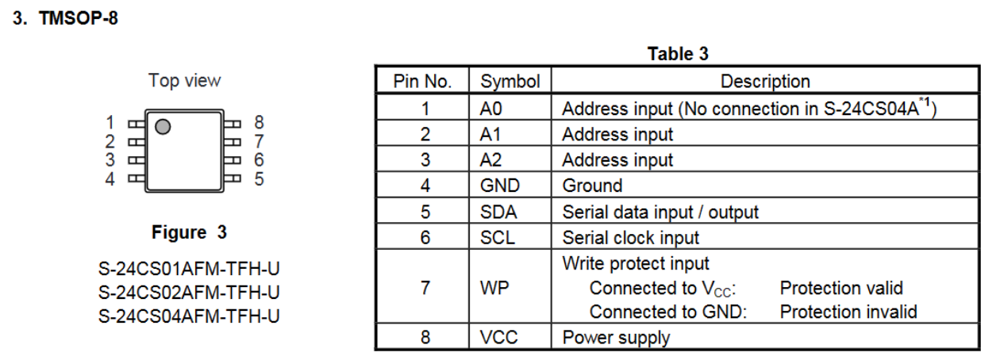 3. TMSOP-8
Top view
1 8
2 7
3 6
4 5
Figure 3
S-24CS01AFM-TFH-U
S-24CS02AFM-TFH-U
S-24CS04AFM-TFH-U
Table 3
Pin No. Symbol Description
1 A0 Address input (No connection in S-24CS04A*1)
2 A1 Address input
3 A2 Address input
4 GND Ground
5 SDA Serial data input / output
6 SCL Serial clock input
7 WP Write protect input
Connected to VCC: Protection valid
Connected to GND: Protection invalid
8 VCC Power supply